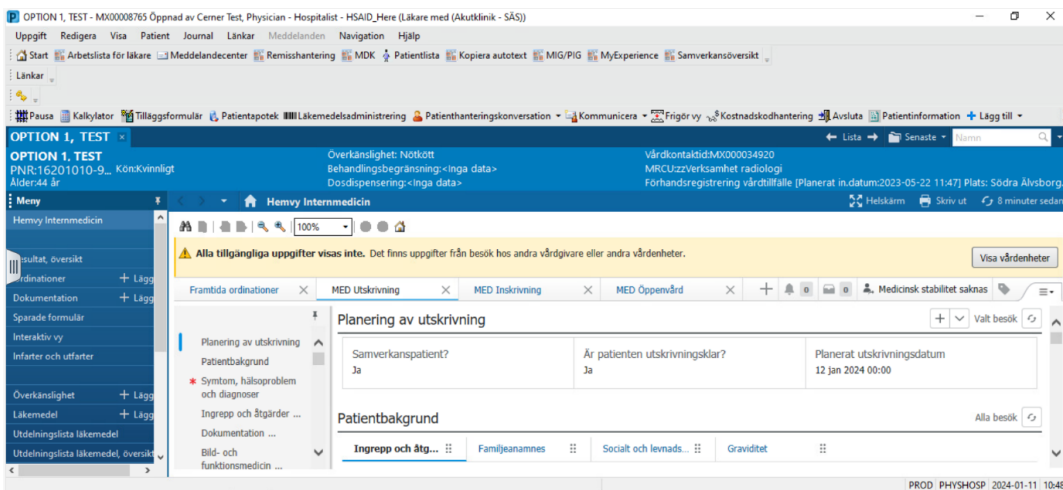 OPTION 1, TEST - MX00008765 Öppnad av Cerner Test, Physician - Hospitalist - HSAID_Here (Läkare med (Akutklinik - SÄS))
Uppgift Redigera Visa Patient Journal Länkar Meddelanden Navigation Hjälp
Start Arbetslista för läkare Meddelandecenter Remisshantering MDK Patientlista Kopiera autotext MIG/PIG MyExperience Samverkansöversikt
Länkar
Pausa Kalkylator Tilläggsformulär Patientapotek Läkemedelsadministrering Patienthanteringskonversation Kommunicera Frigör vy Kostnadskodhantering Avsluta Patientinformation Lägg till
OPTION 1, TEST Lista Senaste Namn
OPTION 1, TEST Överkänslighet: Nötkött Vårdkontaktid:MX000034920
PNR:16201010-9... Kön:Kvinnligt Behandlingsbegränsning:<Inga data> MRCU:zzVerksamhet radiologi
Ålder:44 år Dosdispensering:<Inga data> Förhandsregistrering vårdtillfälle [Planerat in.datum:2023-05-22 11:47] Plats: Södra Älvsborg.
Meny Hemvy Internmedicin Helskärm Skriv ut 8 minuter sedan
Hemvy Internmedicin
100%
esultat, översikt
Alla tillgängliga uppgifter visas inte. Det finns uppgifter från besök hos andra vårdgivare eller andra vårdenheter. Visa vårdenheter
rdinationer + Lägg
Dokumentation + Lägg
Sparade formulär
Interaktiv vy
Infarter och utfarter
Överkänslighet + Lägg
Läkemedel + Lägg
Utdelningslista läkemedel
Utdelningslista läkemedel, översikt
Framtida ordinationer MED Utskrivning MED Inskrivning MED Öppenvård 0 0 Medicinsk stabilitet saknas
Planering av utskrivning
Patientbakgrund
* Symtom, hälsoproblem
och diagnoser
Ingrepp och åtgärder ...
Dokumentation ...
Bild- och
funktionsmedicin ...
Planering av utskrivning Valt besök
Samverkanspatient? Är patienten utskrivningsklar? Planerat utskrivningsdatum
Ja Ja 12 jan 2024 00:00
Patientbakgrund Alla besök
Ingrepp och åtg... Familjeanamnes Socialt och levnads... Graviditet
PROD PHYSHOSP 2024-01-11 10:48